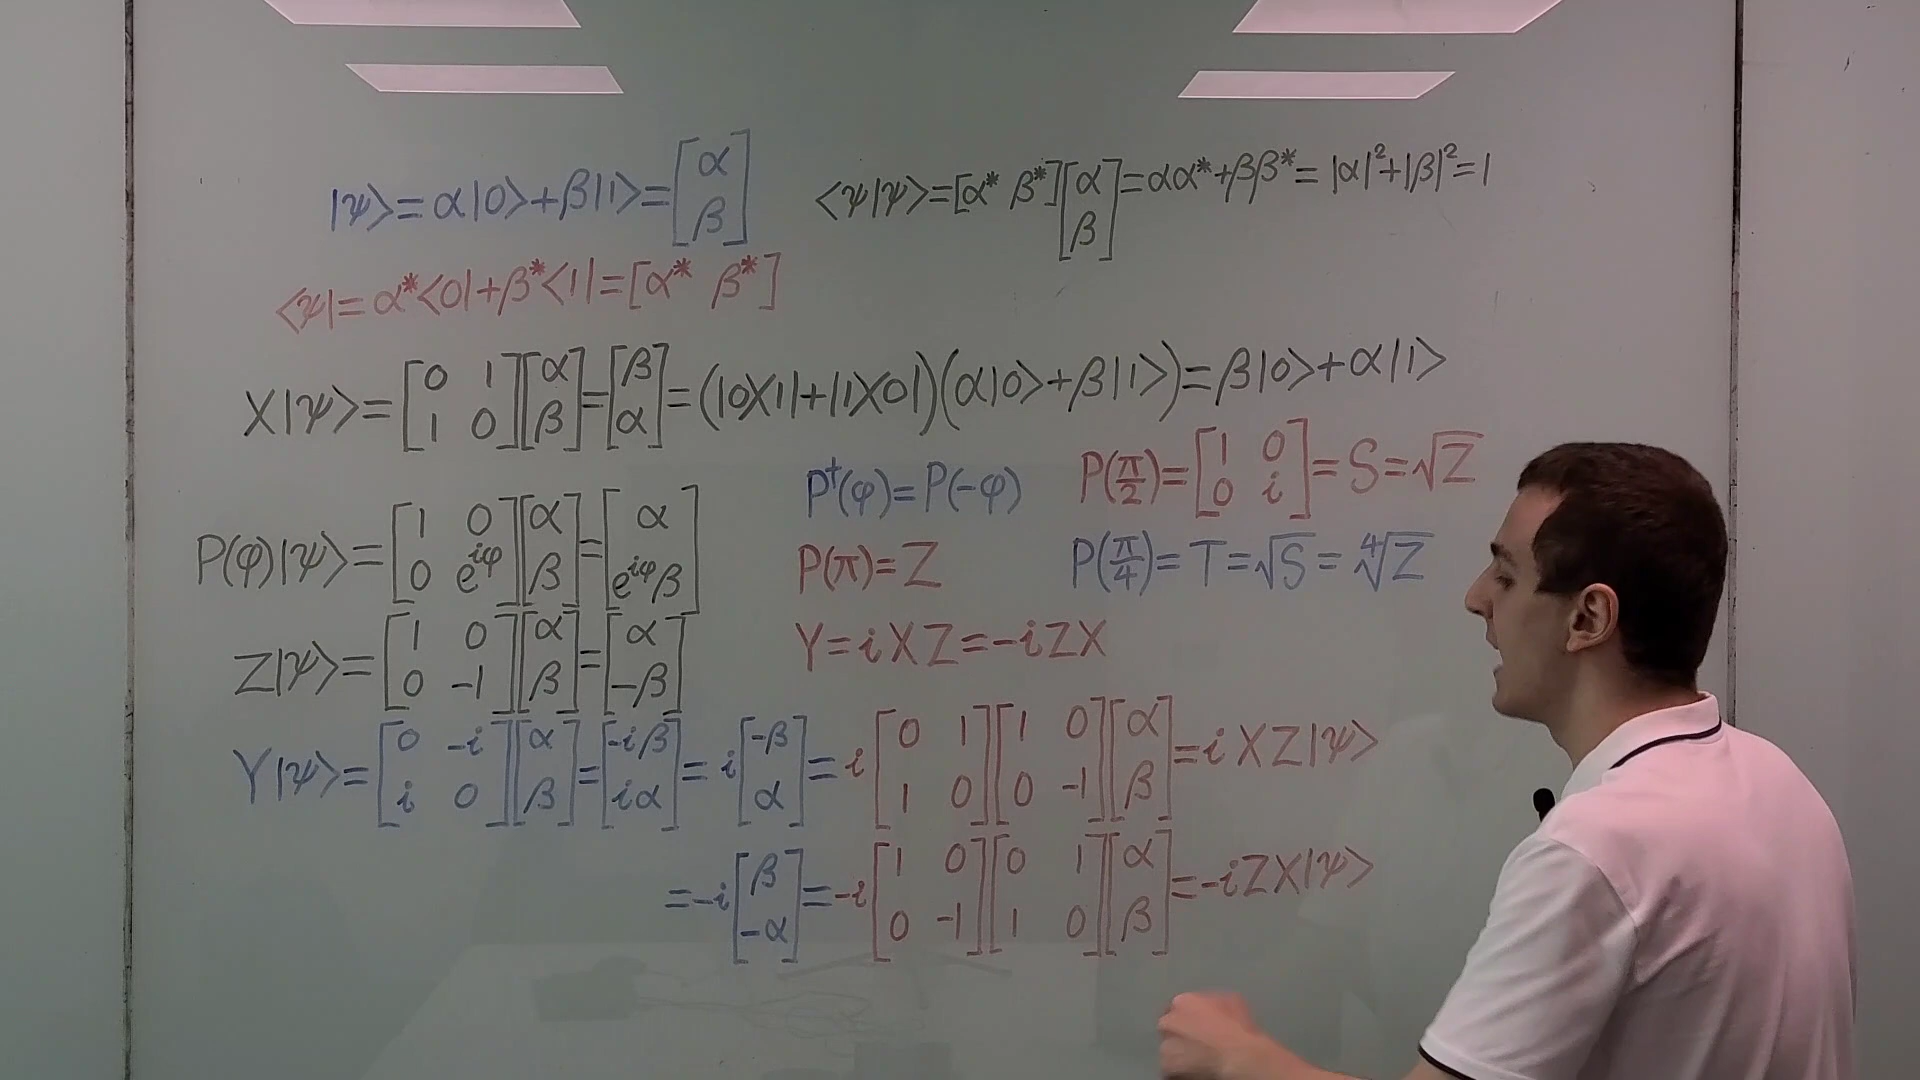 |ψ⟩=α|0⟩+β|1⟩=[α β]
⟨ψ|ψ⟩=[α* β*][α β]=αα*+ββ*=|α|²+|β|²=1
⟨ψ|=α*⟨0|+β*⟨1|=[α* β*]
X|ψ⟩=[0 1 1 0][α β]=[β α]=(|0⟩⟨1|+|1⟩⟨0|)(α|0⟩+β|1⟩)=β|0⟩+α|1⟩
P†(φ)=P(-φ)
P(π/2)=[1 0 0 i]=S=√Z
P(φ)|ψ⟩=[1 0 0 e^{iφ}][α β]=[α e^{iφ}β]
P(π)=Z
P(π/4)=T=√S=∜Z
Z|ψ⟩=[1 0 0 -1][α β]=[α -β]
Y=iXZ=-iZX
Y|ψ⟩=[0 -i i 0][α β]=[-iβ iα]=i[-β α]=i[0 1 1 0][1 0 0 -1][α β]=iXZ|ψ⟩
=-i[β -α]=-i[1 0 0 -1][0 1 1 0][α β]=-iZX|ψ⟩